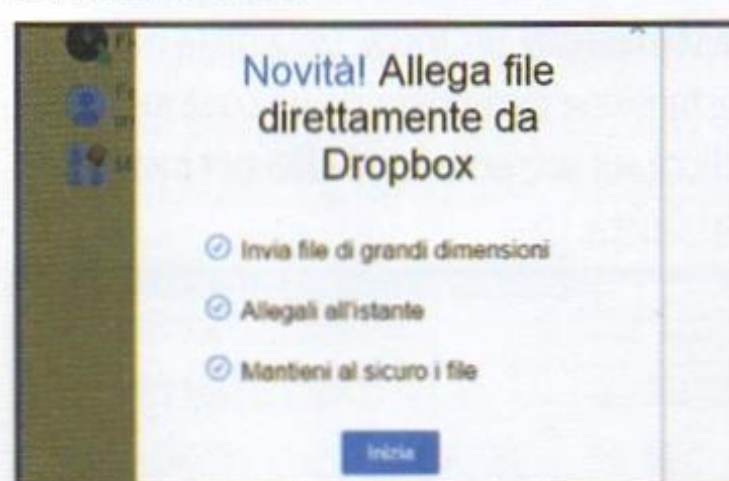 Novità! Allega file
direttamente da
Dropbox
Invia file di grandi dimensioni
Allegali all'istante
Mantieni al sicuro i file
Inizia